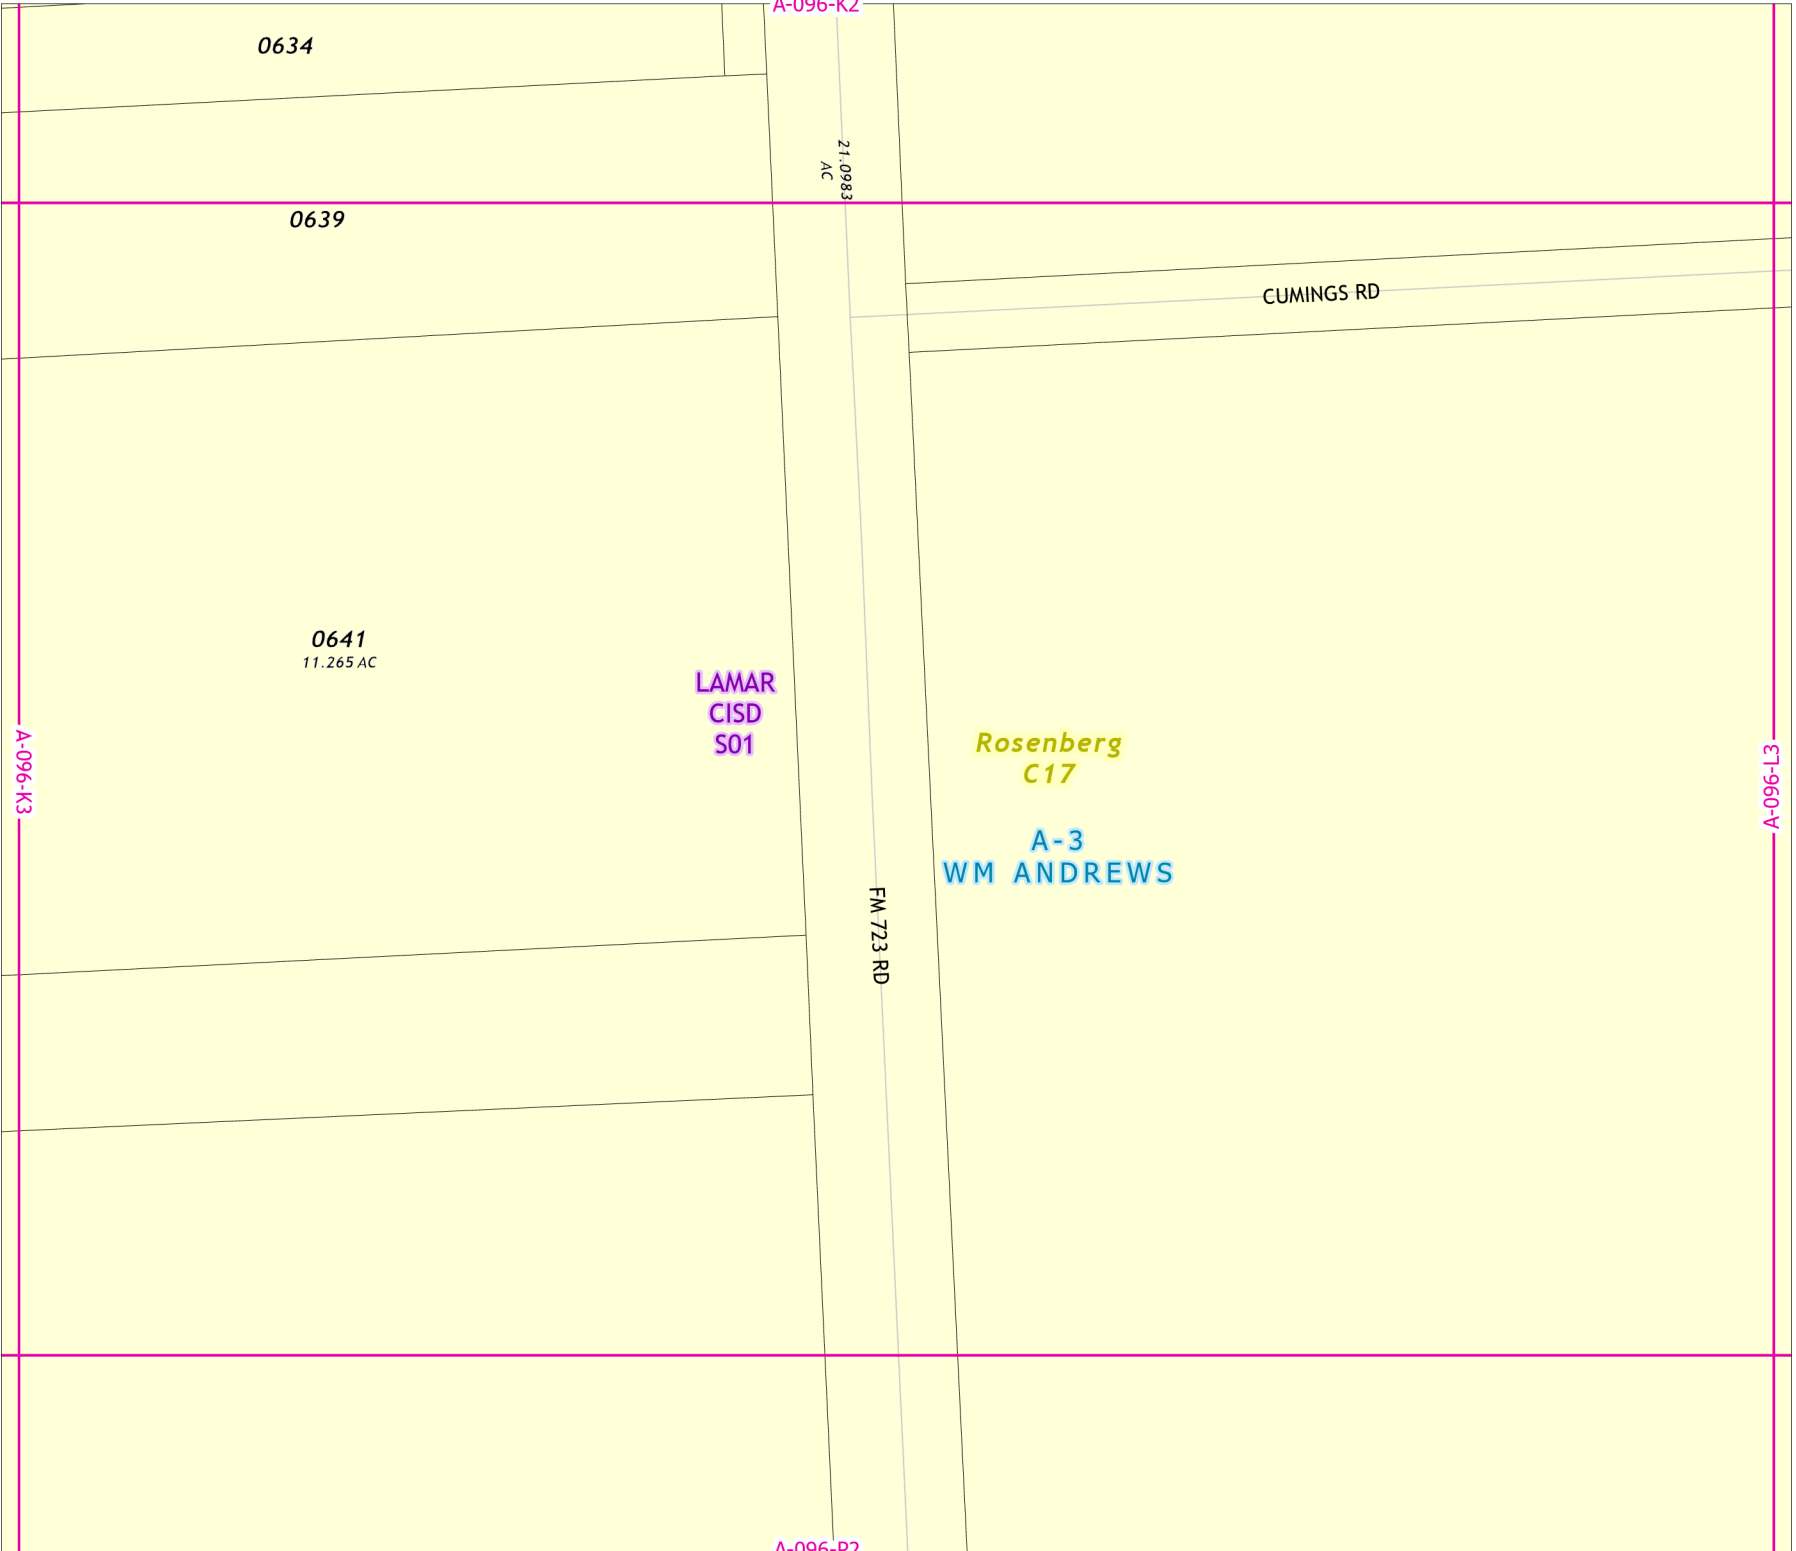 A-096-K2
0634
21.0983
AC
0639
CUMINGS RD
0641
11.265 AC
LAMAR
CISD
S01
Rosenberg
C17
A-096-K3
A-096-L3
A-3
WM ANDREWS
FM 723 RD
A-096-P2